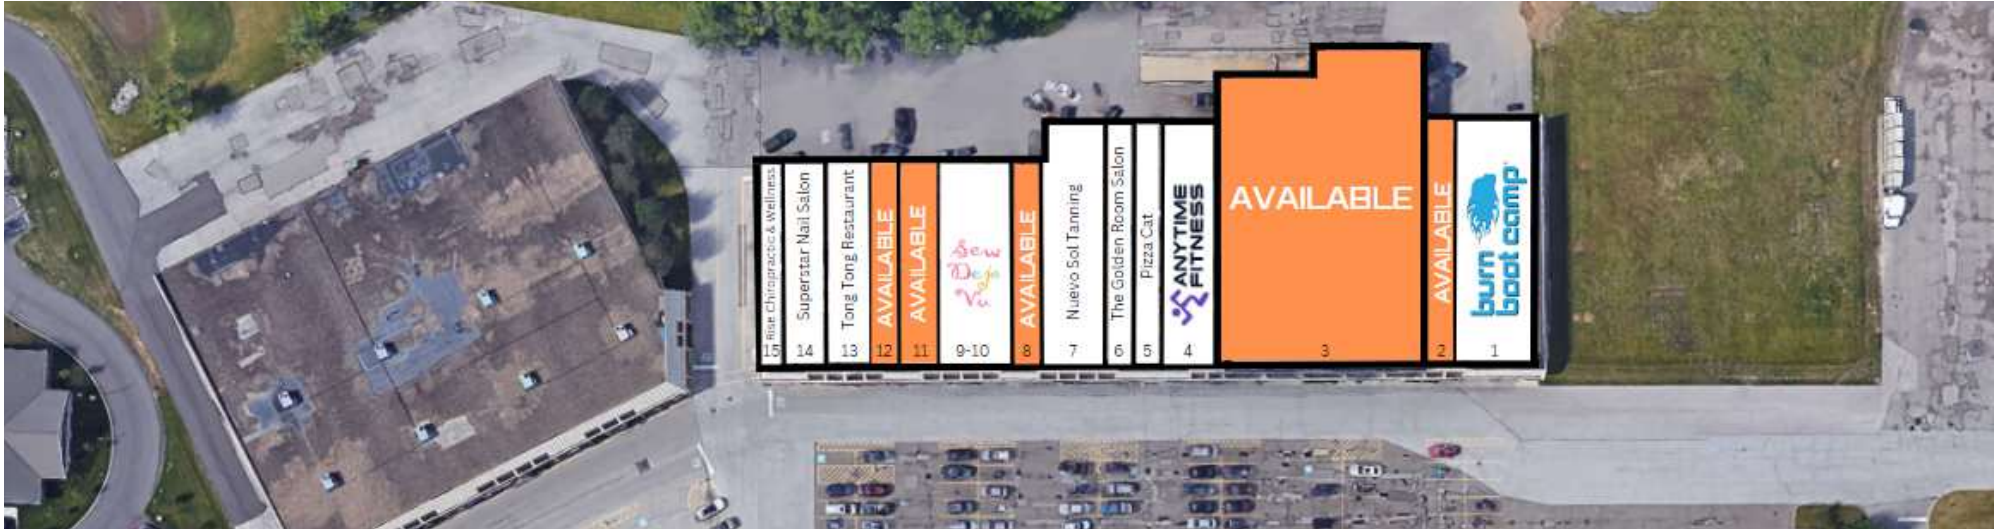 Rise Chiropractic & Wellness
15
Superstar Nail Salon
14
Tong Tong Restaurant
13
AVAILABLE
12
AVAILABLE
11
Sew
Deja
Vu
9-10
AVAILABLE
8
Nuevo Sol Tanning
7
The Golden Room Salon
6
Pizza Cat
5
ANYTIME
FITNESS
4
AVAILABLE
3
AVAILABLE
2
burn
boot camp
1